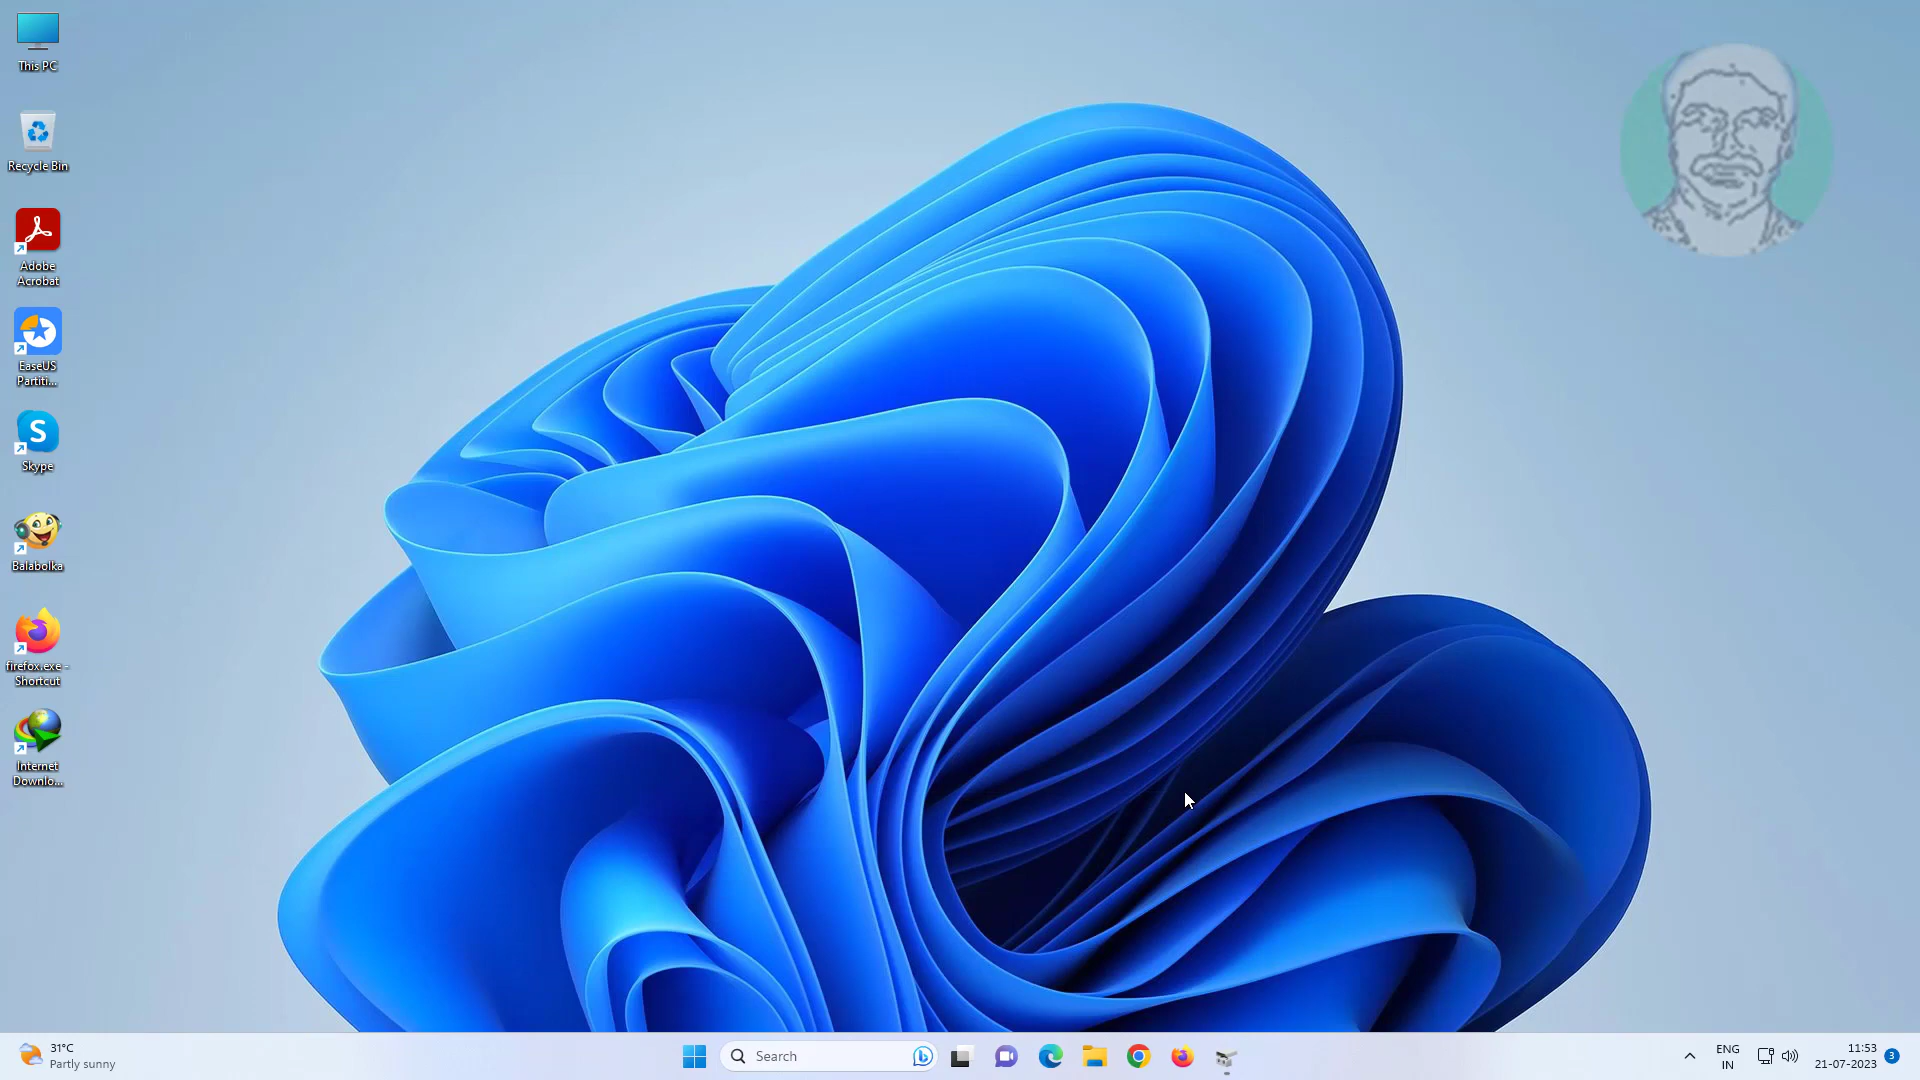 This PC
Recycle Bin
Adobe
Acrobat
EaseUS
Partiti...
S
Skype
Balabolka
firefox.exe -
Shortcut
Internet
Downlo...
31°C
Partly sunny
Search
ENG
IN
11:53
21-07-2023
3